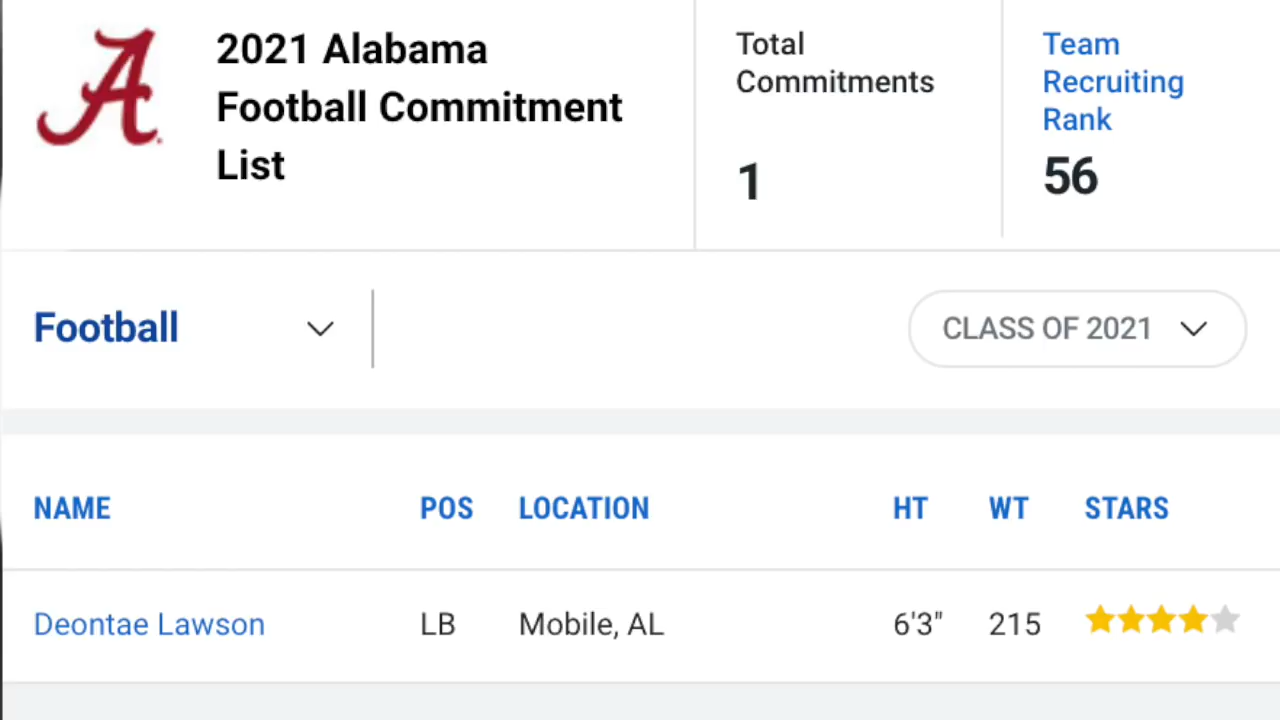 2021 Alabama
Football Commitment
List
Total
Commitments
1
Team
Recruiting
Rank
56
Football
CLASS OF 2021
NAME POS LOCATION HT WT STARS
Deontae Lawson LB Mobile, AL 6'3" 215